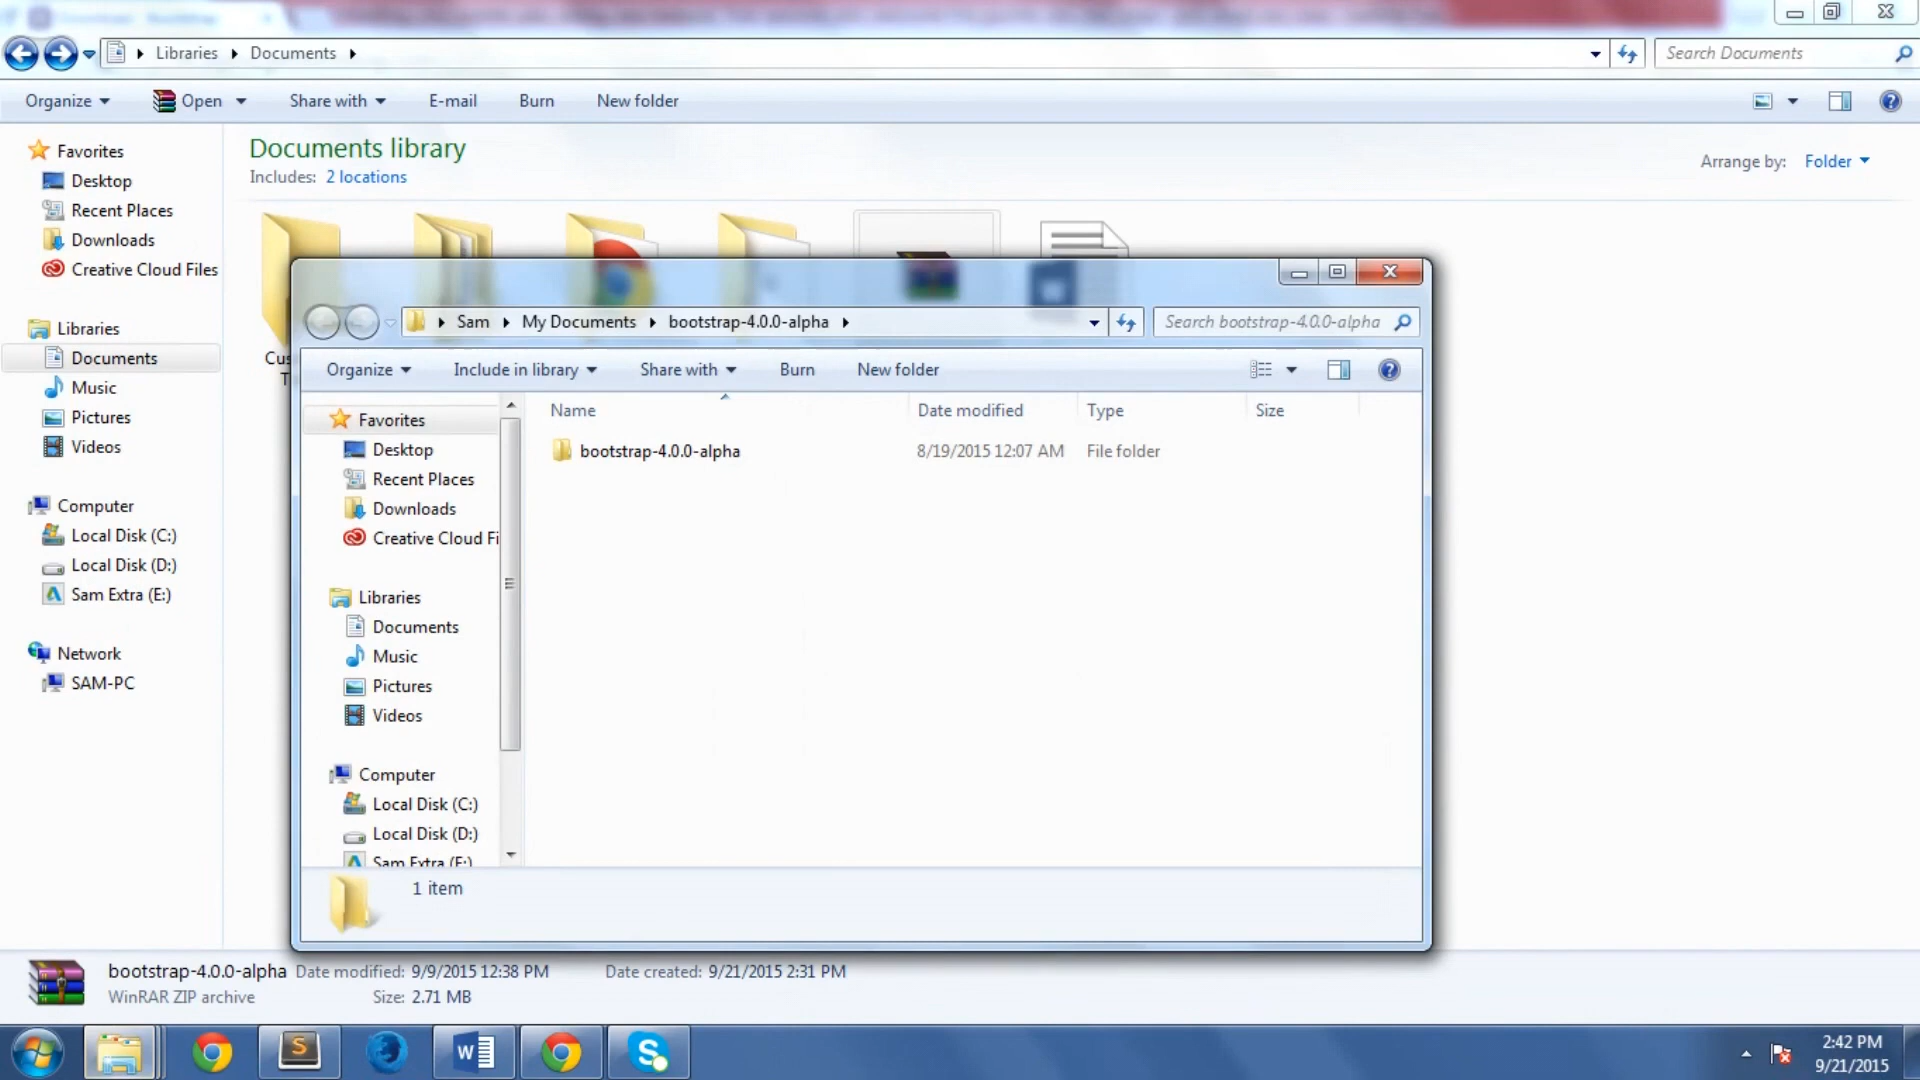 Libraries Documents
Search Documents
Organize Open Share with E-mail Burn New folder
Documents library
Includes: 2 locations
Arrange by: Folder
Favorites
Desktop
Recent Places
Downloads
Creative Cloud Files
Libraries
Documents
Music
Pictures
Videos
Computer
Local Disk (C:)
Local Disk (D:)
Sam Extra (E:)
Network
SAM-PC
Cus
T
Sam My Documents bootstrap-4.0.0-alpha
Search bootstrap-4.0.0-alpha
Organize Include in library Share with Burn New folder
Name Date modified Type Size
bootstrap-4.0.0-alpha 8/19/2015 12:07 AM File folder
Favorites
Desktop
Recent Places
Downloads
Creative Cloud Fi
Libraries
Documents
Music
Pictures
Videos
Computer
Local Disk (C:)
Local Disk (D:)
Sam Extra (E:)
1 item
bootstrap-4.0.0-alpha Date modified: 9/9/2015 12:38 PM Date created: 9/21/2015 2:31 PM
WinRAR ZIP archive Size: 2.71 MB
2:42 PM
9/21/2015